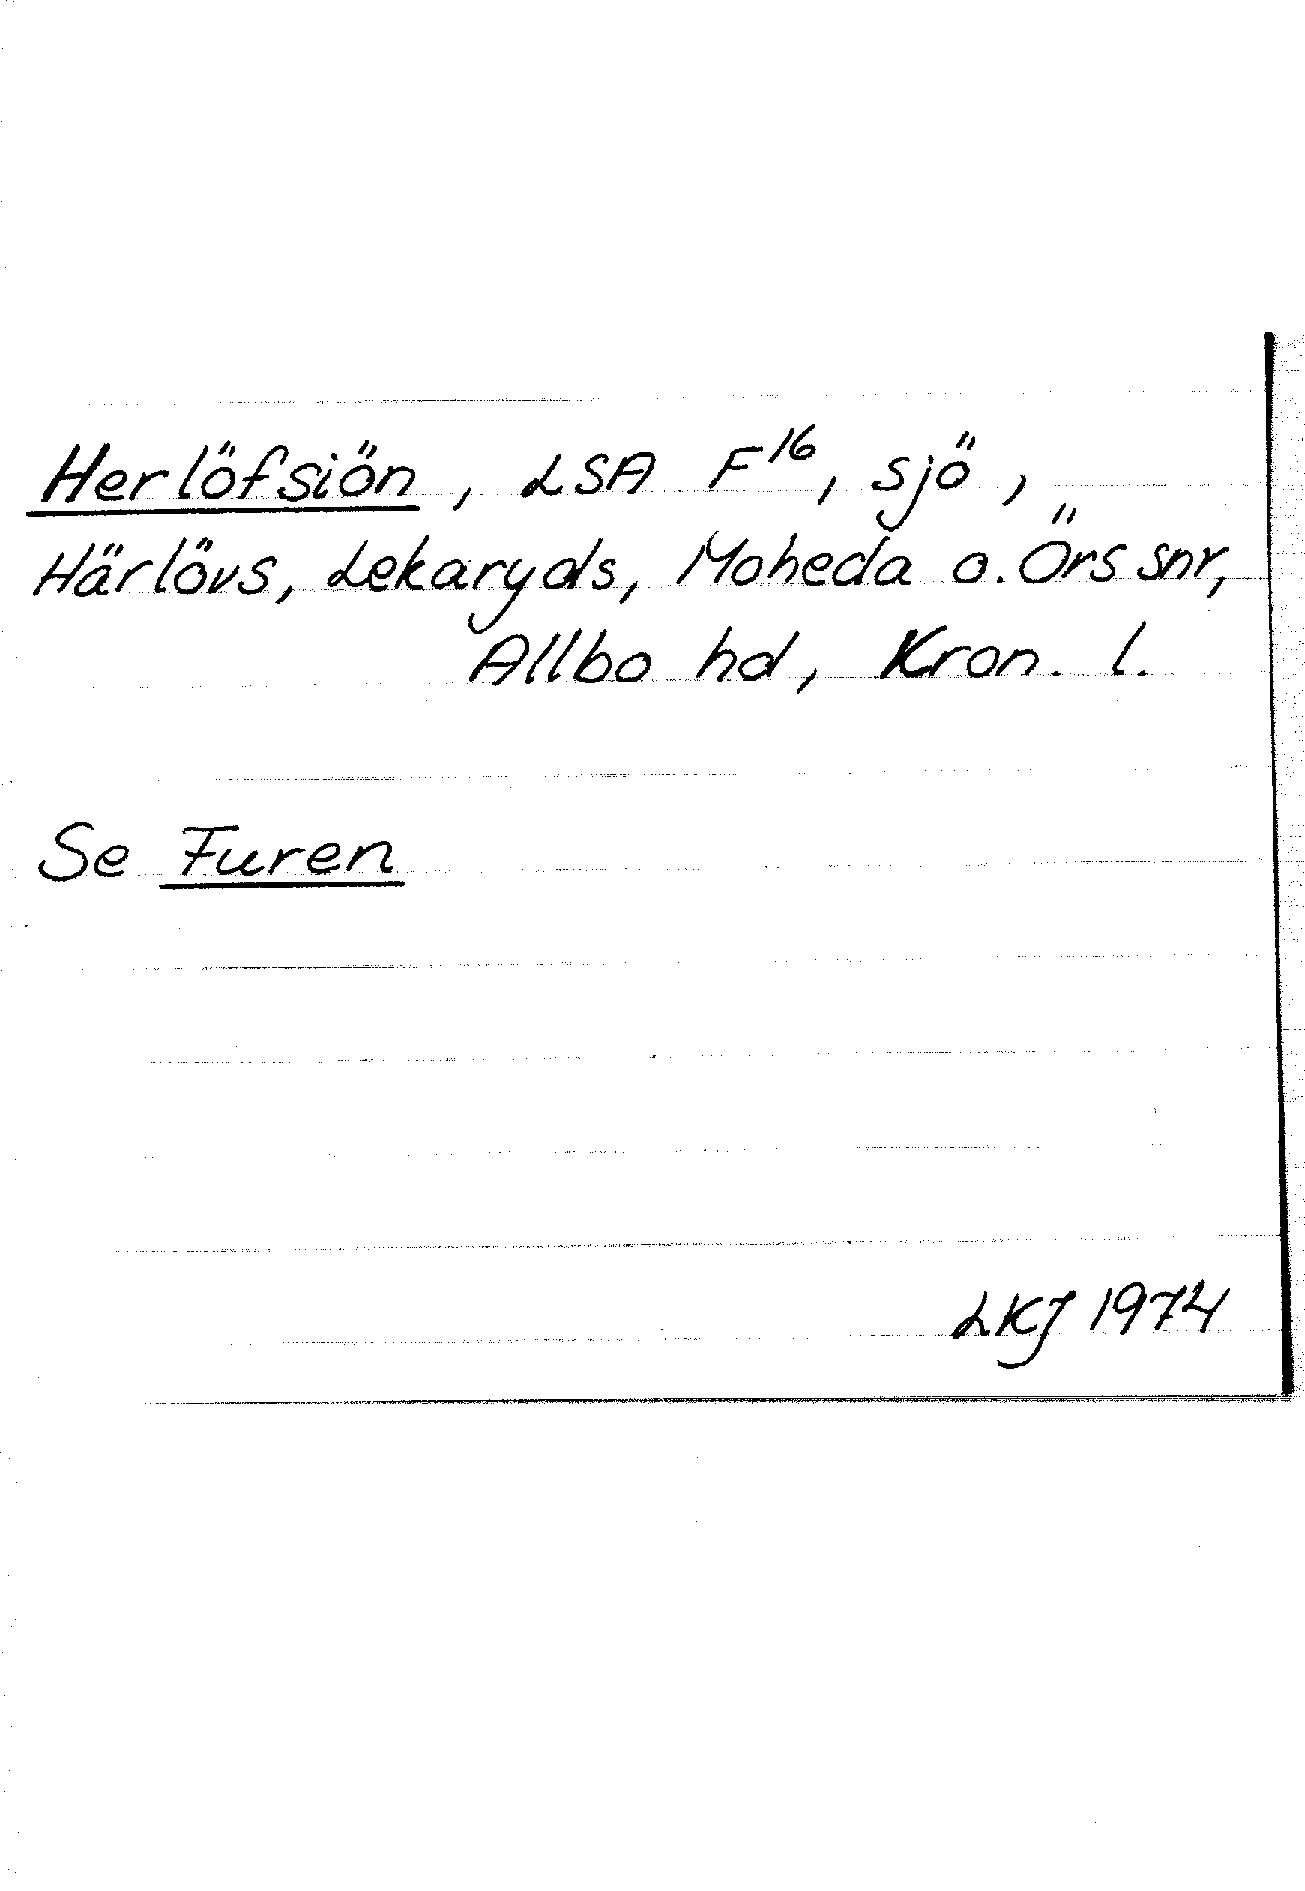 Herlöfsiön, LSA F¹⁶, sjö,
Härlövs, Lekaryds, Moheda o. Örs snr,
Allbo hd, Kron. l.
Se Furen
LKJ 1974